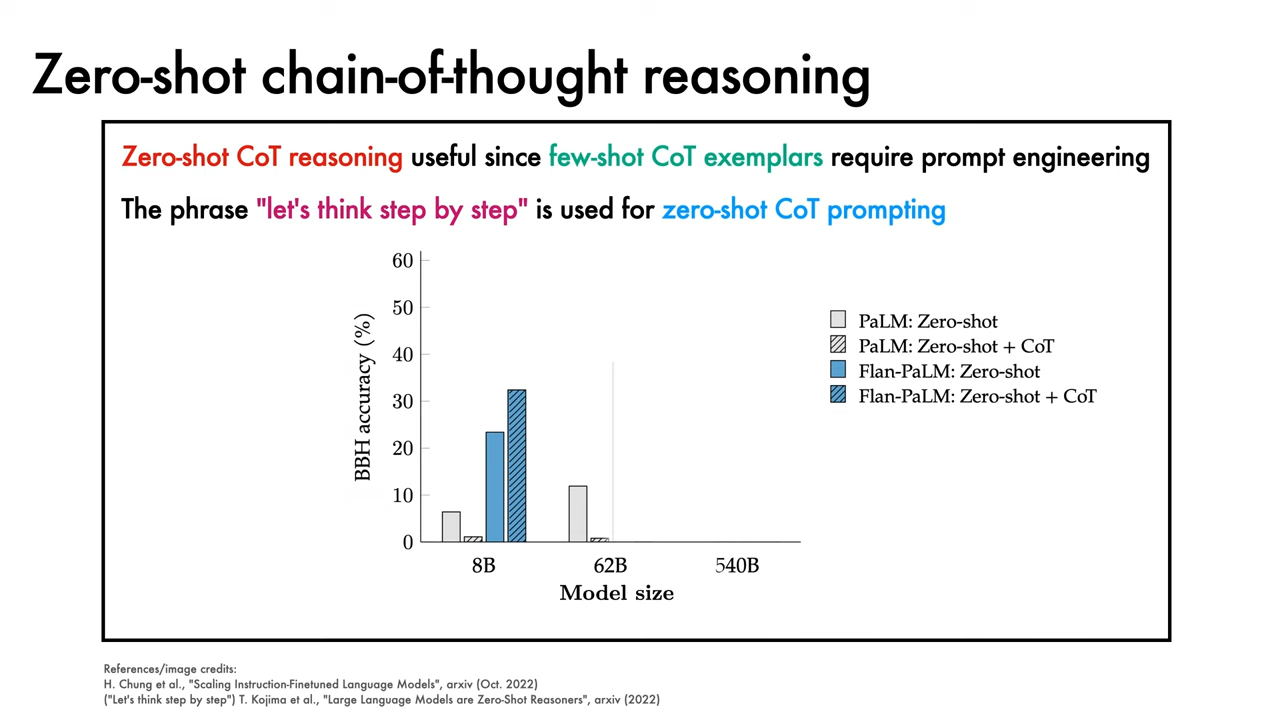 Zero-shot chain-of-thought reasoning
Zero-shot CoT reasoning useful since few-shot CoT exemplars require prompt engineering
The phrase "let's think step by step" is used for zero-shot CoT prompting
60
50
40
30
20
10
0
BBH accuracy (%)
8B
62B
540B
Model size
PaLM: Zero-shot
PaLM: Zero-shot + CoT
Flan-PaLM: Zero-shot
Flan-PaLM: Zero-shot + CoT
References/image credits:
H. Chung et al., "Scaling Instruction-Finetuned Language Models", arxiv (Oct. 2022)
("Let's think step by step") T. Kojima et al., "Large Language Models are Zero-Shot Reasoners", arxiv (2022)